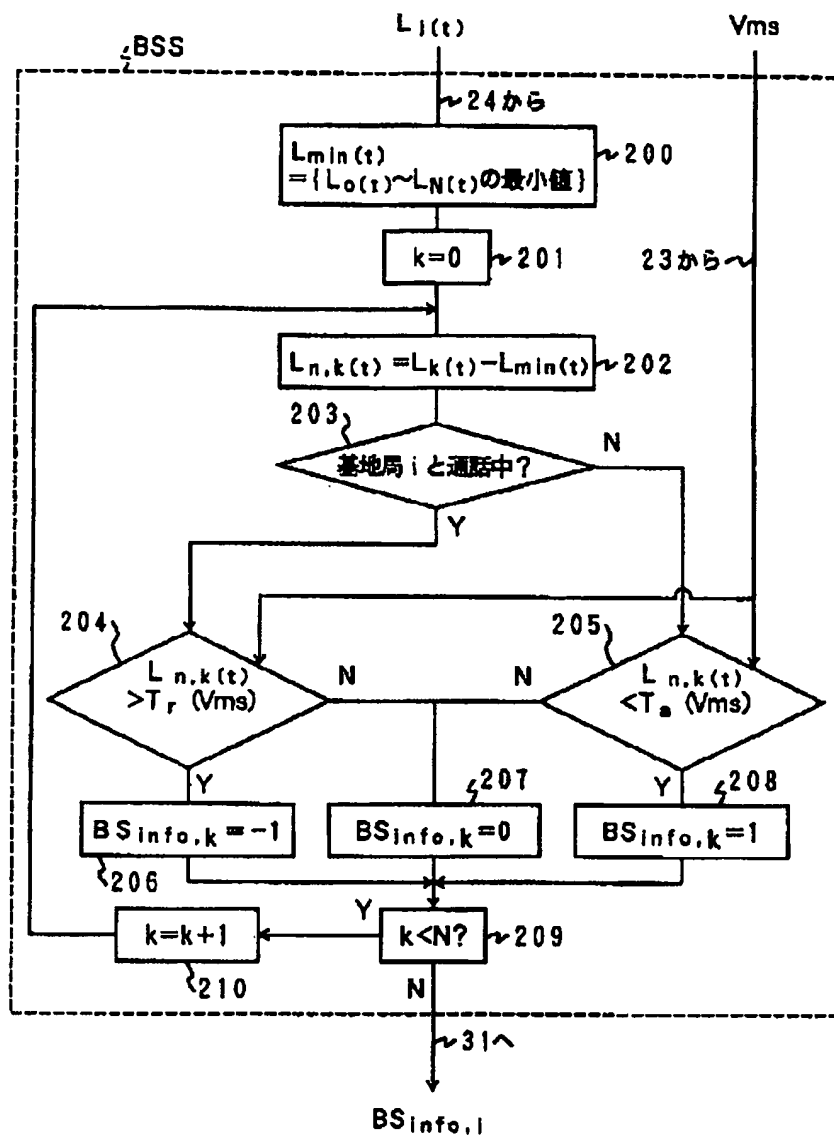 L i(t)
Vms
BSS
24から
L min(t)
={L o(t)~L N(t)の最小値}
200
k=0
201
23から
L n,k(t) =L k(t)-L min(t)
202
203
基地局 i と通話中?
N
Y
204
L n,k(t)
>T r (Vms)
N
205
L n,k(t)
<T a (Vms)
N
Y
Y
207
208
BS info,k =-1
BS info,k =0
BS info,k =1
206
k=k+1
210
Y
k<N?
209
N
31へ
BS info,i